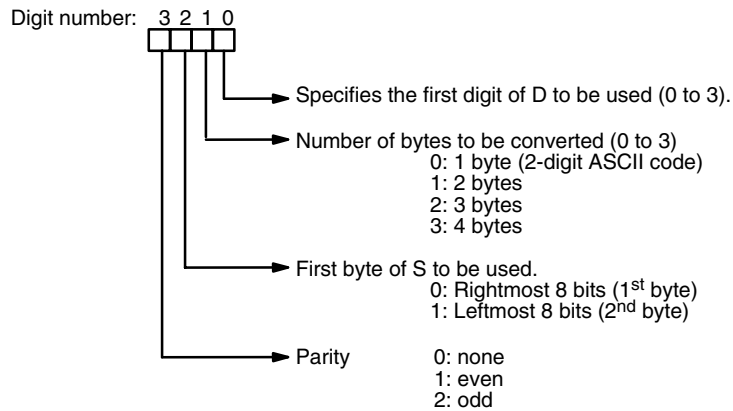 Digit number: 3 2 1 0
Specifies the first digit of D to be used (0 to 3).
Number of bytes to be converted (0 to 3)
0: 1 byte (2-digit ASCII code)
1: 2 bytes
2: 3 bytes
3: 4 bytes
First byte of S to be used.
0: Rightmost 8 bits (1st byte)
1: Leftmost 8 bits (2nd byte)
Parity 0: none
1: even
2: odd